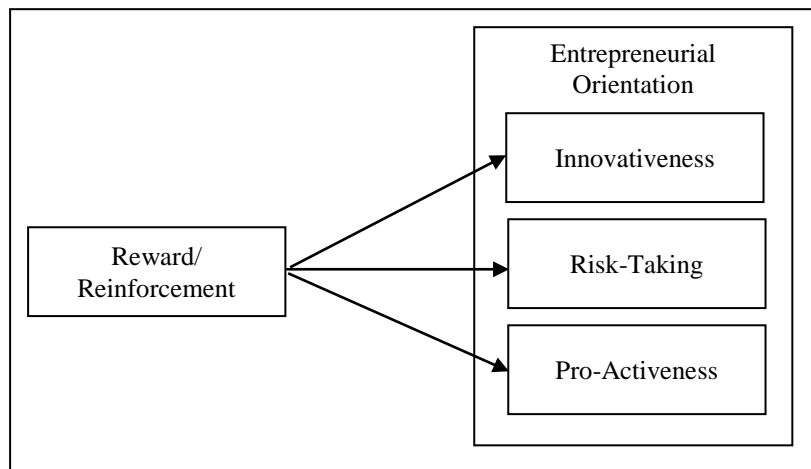 Entrepreneurial
Orientation
Innovativeness
Reward/
Reinforcement
Risk-Taking
Pro-Activeness